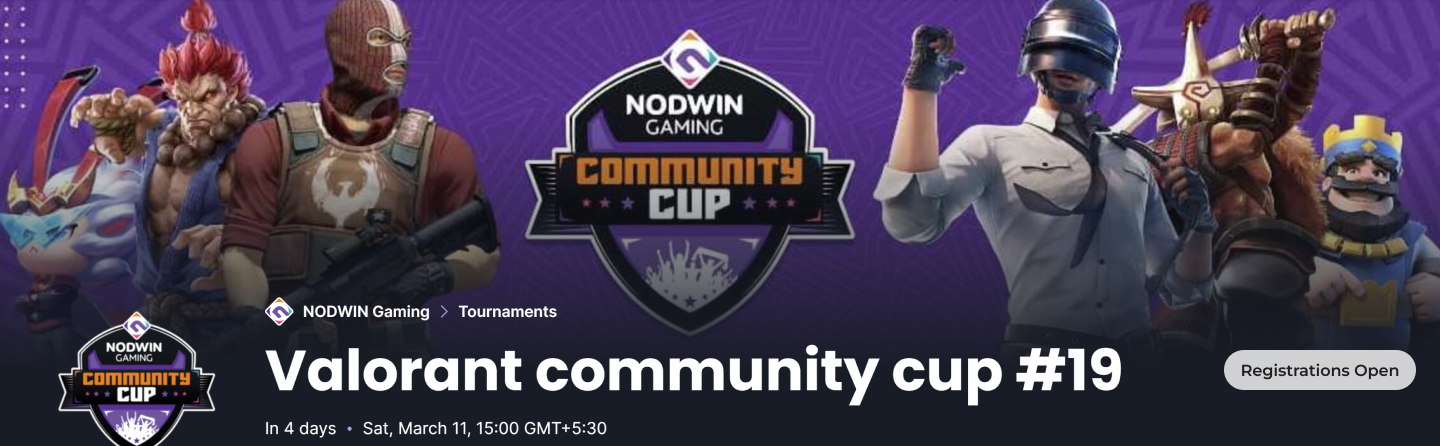 NODWIN
GAMING
COMMUNITY
CUP
NODWIN Gaming > Tournaments
NODWIN
GAMING
COMMUNITY
CUP
Valorant community cup #19
Registrations Open
In 4 days • Sat, March 11, 15:00 GMT+5:30